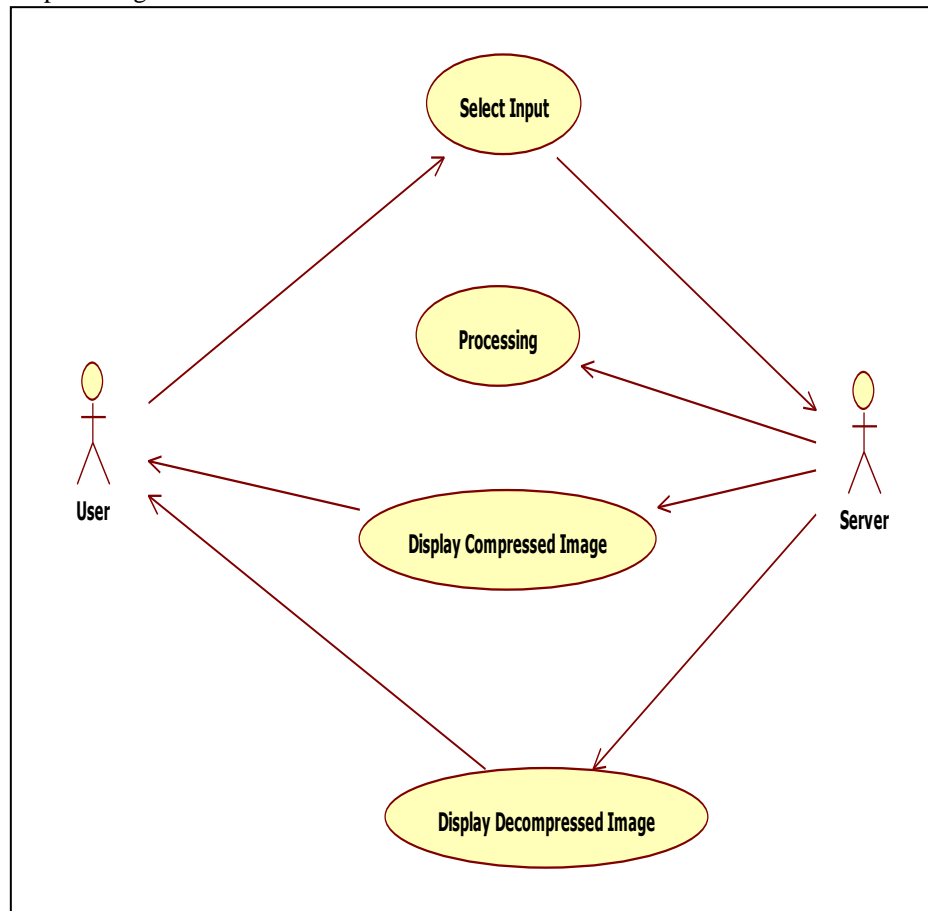 Select Input
Processing
User
Server
Display Compressed Image
Display Decompressed Image